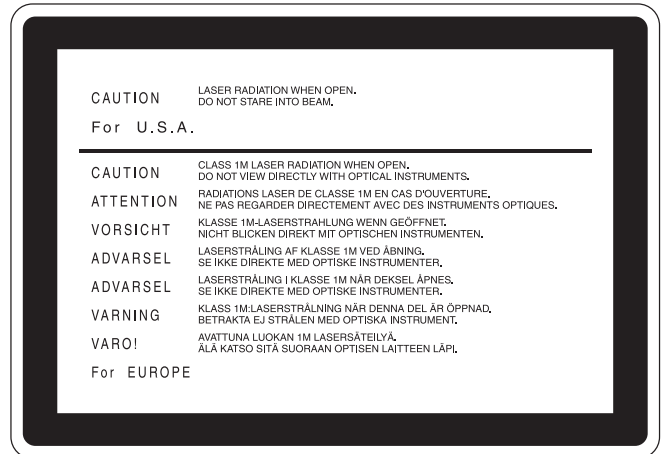 CAUTION LASER RADIATION WHEN OPEN.
DO NOT STARE INTO BEAM.
For U.S.A.
CAUTION CLASS 1M LASER RADIATION WHEN OPEN.
DO NOT VIEW DIRECTLY WITH OPTICAL INSTRUMENTS.
ATTENTION RADIATIONS LASER DE CLASSE 1M EN CAS D'OUVERTURE.
NE PAS REGARDER DIRECTEMENT AVEC DES INSTRUMENTS OPTIQUES.
VORSICHT KLASSE 1M-LASERSTRAHLUNG WENN GEÖFFNET.
NICHT BLICKEN DIREKT MIT OPTISCHEN INSTRUMENTEN.
ADVARSEL LASERSTRÅLING AF KLASSE 1M VED ÅBNING.
SE IKKE DIREKTE MED OPTISKE INSTRUMENTER.
ADVARSEL LASERSTRÅLING I KLASSE 1M NÅR DEKSEL ÅPNES.
SE IKKE DIREKTE MED OPTISKE INSTRUMENTER.
VARNING KLASS 1M:LASERSTRÅLNING NÄR DENNA DEL ÄR ÖPPNAD.
BETRAKTA EJ STRÅLEN MED OPTISKA INSTRUMENT.
VARO! AVATTUNA LUOKAN 1M LASERSÄTEILYÄ.
ÄLÄ KATSO SITÄ SUORAAN OPTISEN LAITTEEN LÄPI.
For EUROPE